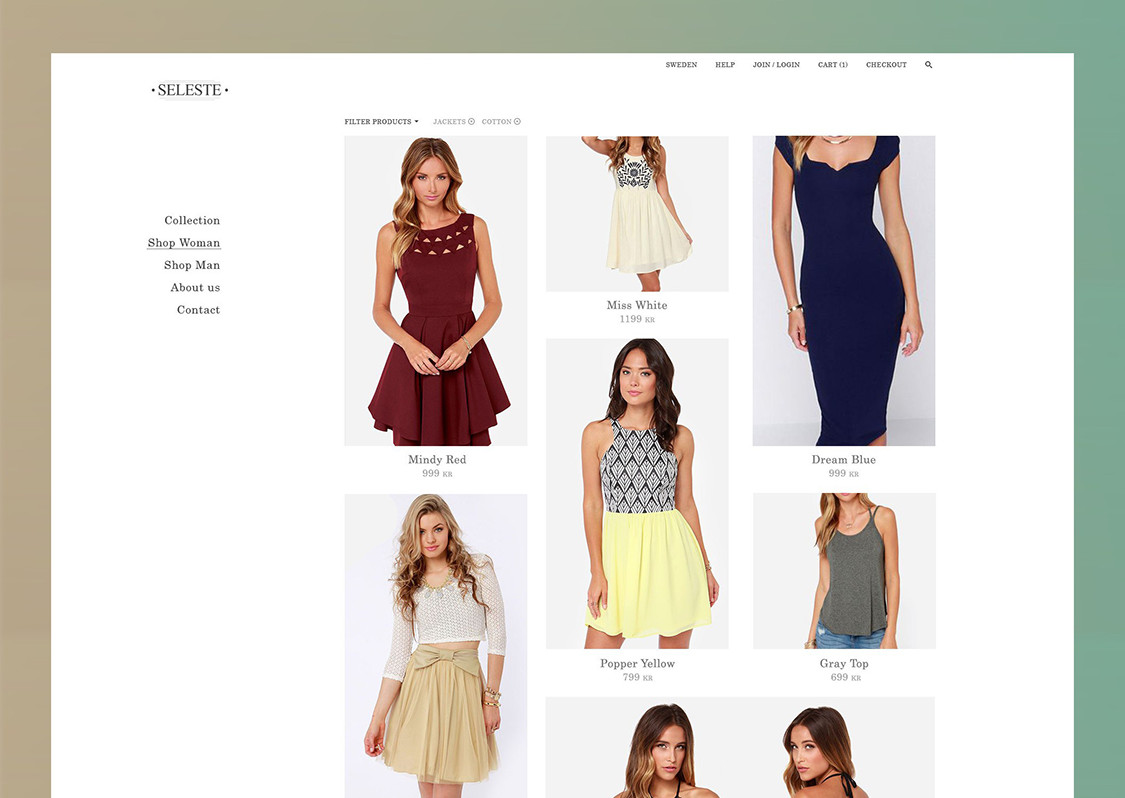 SWEDEN HELP JOIN / LOGIN CART (1) CHECKOUT
• SELESTE •
FILTER PRODUCTS JACKETS COTTON
Collection
Shop Woman
Shop Man
About us
Contact
Miss White
1199 KR
Mindy Red
999 KR
Dream Blue
999 KR
Popper Yellow
799 KR
Gray Top
699 KR